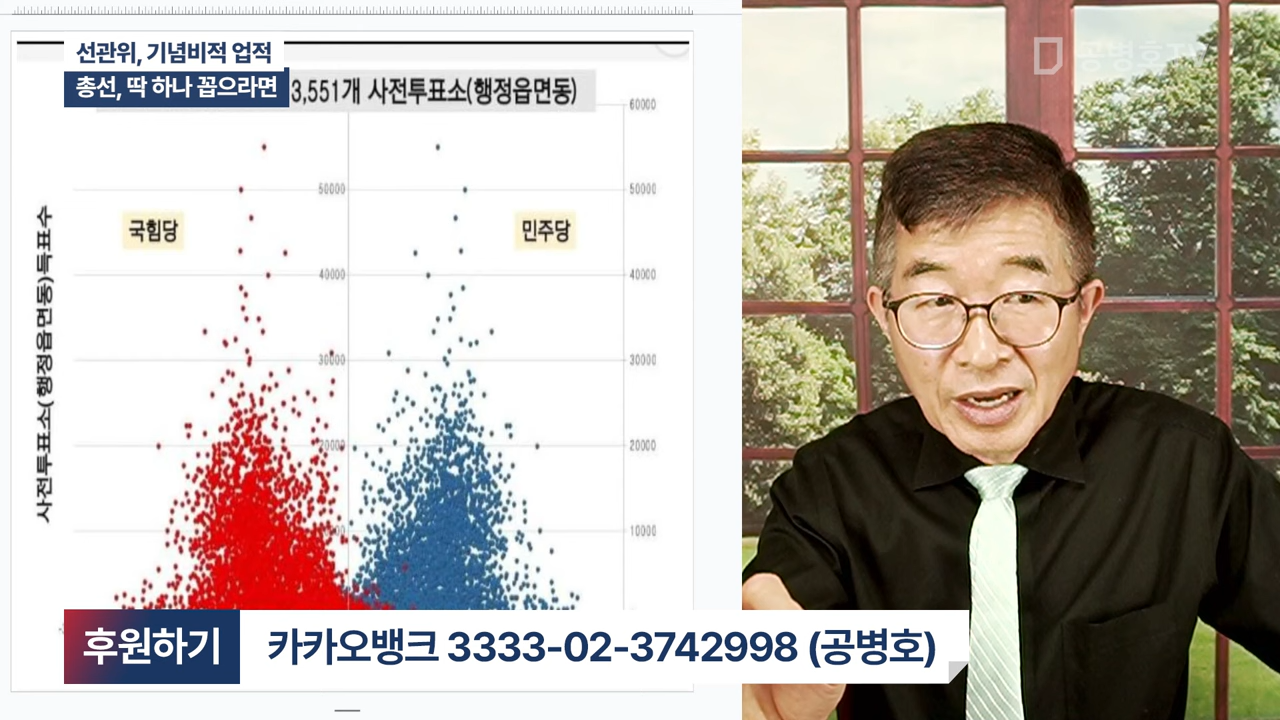 선관위, 기념비적 업적
총선, 딱 하나 꼽으라면
3,551개 사전투표소(행정읍면동)
공병호TV
60000
50000
50000
국힘당
민주당
사전투표소(행정읍면동)득표수
40000
40000
30000
30000
20000
20000
10000
후원하기
카카오뱅크 3333-02-3742998 (공병호)